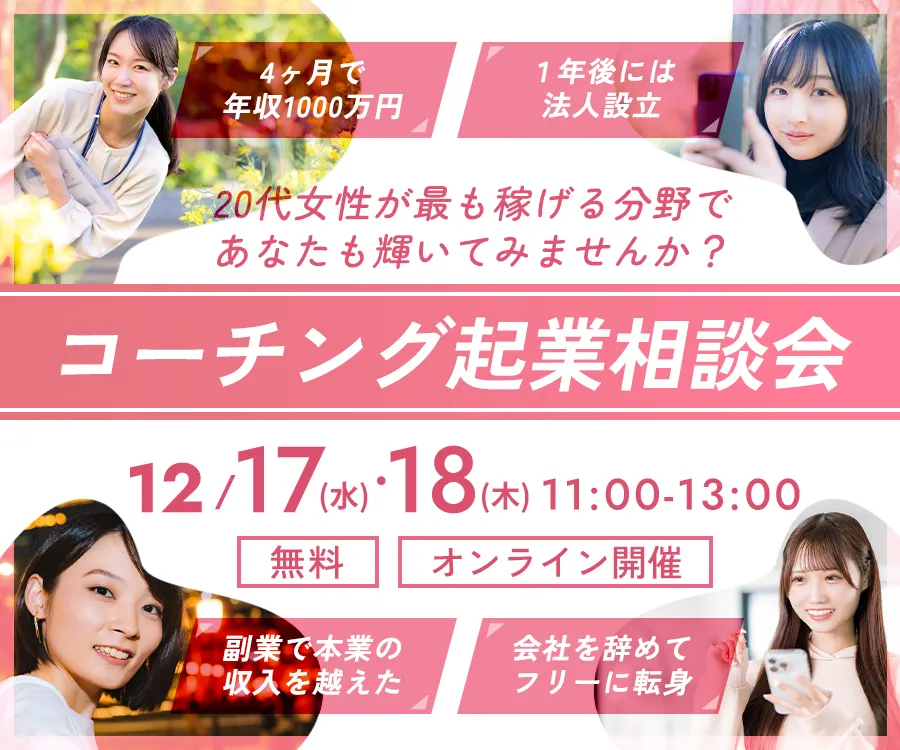 4ヶ月で
年収1000万円
1年後には
法人設立
20代女性が最も稼げる分野で
あなたも輝いてみませんか？
コーチング起業相談会
12/17(水)・18(木) 11:00-13:00
無料
オンライン開催
副業で本業の
収入を越えた
会社を辞めて
フリーに転身